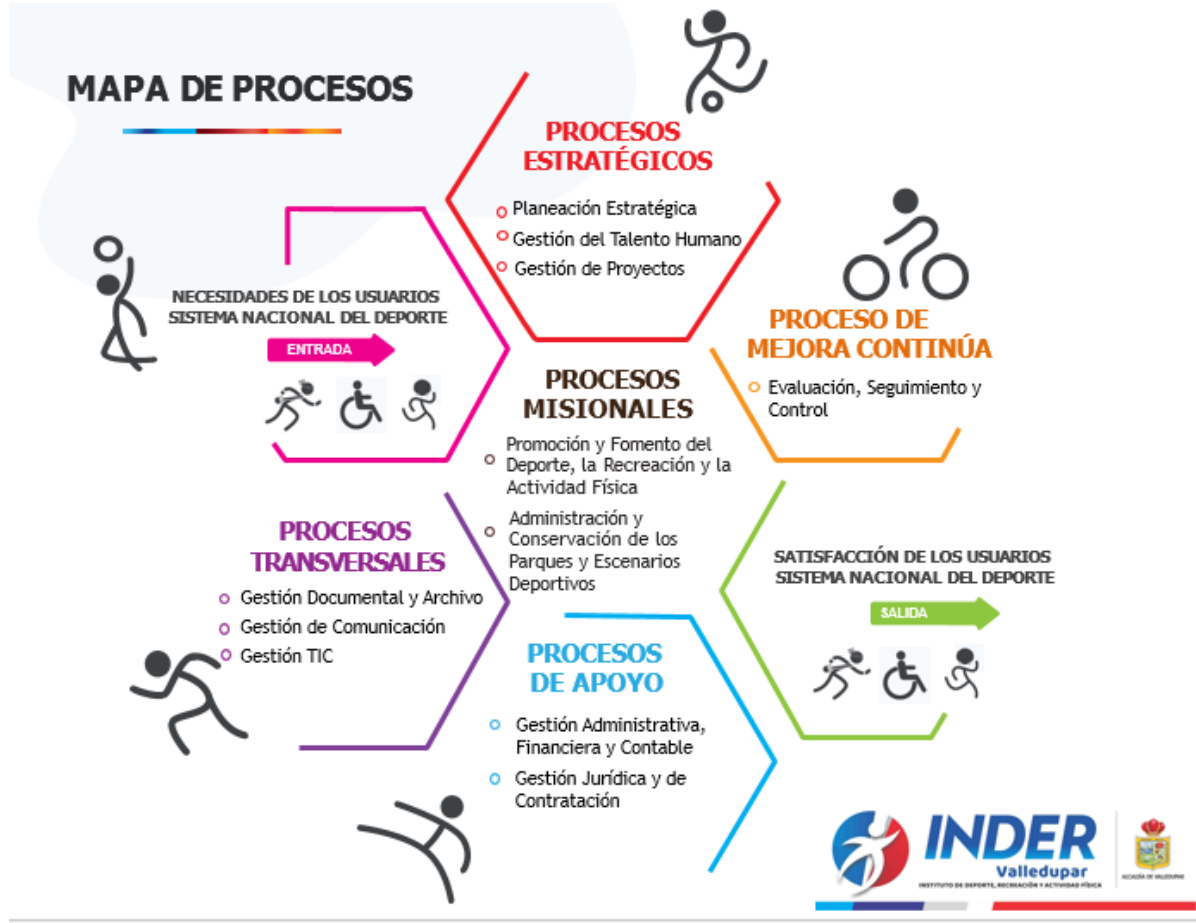 MAPA DE PROCESOS
PROCESOS
ESTRATÉGICOS
Planeación Estratégica
Gestión del Talento Humano
Gestión de Proyectos
NECESIDADES DE LOS USUARIOS
SISTEMA NACIONAL DEL DEPORTE
ENTRADA
PROCESO DE
MEJORA CONTINÚA
Evaluación, Seguimiento y
Control
PROCESOS
MISIONALES
Promoción y Fomento del
Deporte, la Recreación y la
Actividad Física
Administración y
Conservación de los
Parques y Escenarios
Deportivos
PROCESOS
TRANSVERSALES
Gestión Documental y Archivo
Gestión de Comunicación
Gestión TIC
SATISFACCIÓN DE LOS USUARIOS
SISTEMA NACIONAL DEL DEPORTE
SALIDA
PROCESOS
DE APOYO
Gestión Administrativa,
Financiera y Contable
Gestión Jurídica y de
Contratación
INDER
Valledupar
INSTITUTO DE DEPORTE, RECREACIÓN Y ACTIVIDAD FÍSICA
ALCALDÍA DE VALLEDUPAR